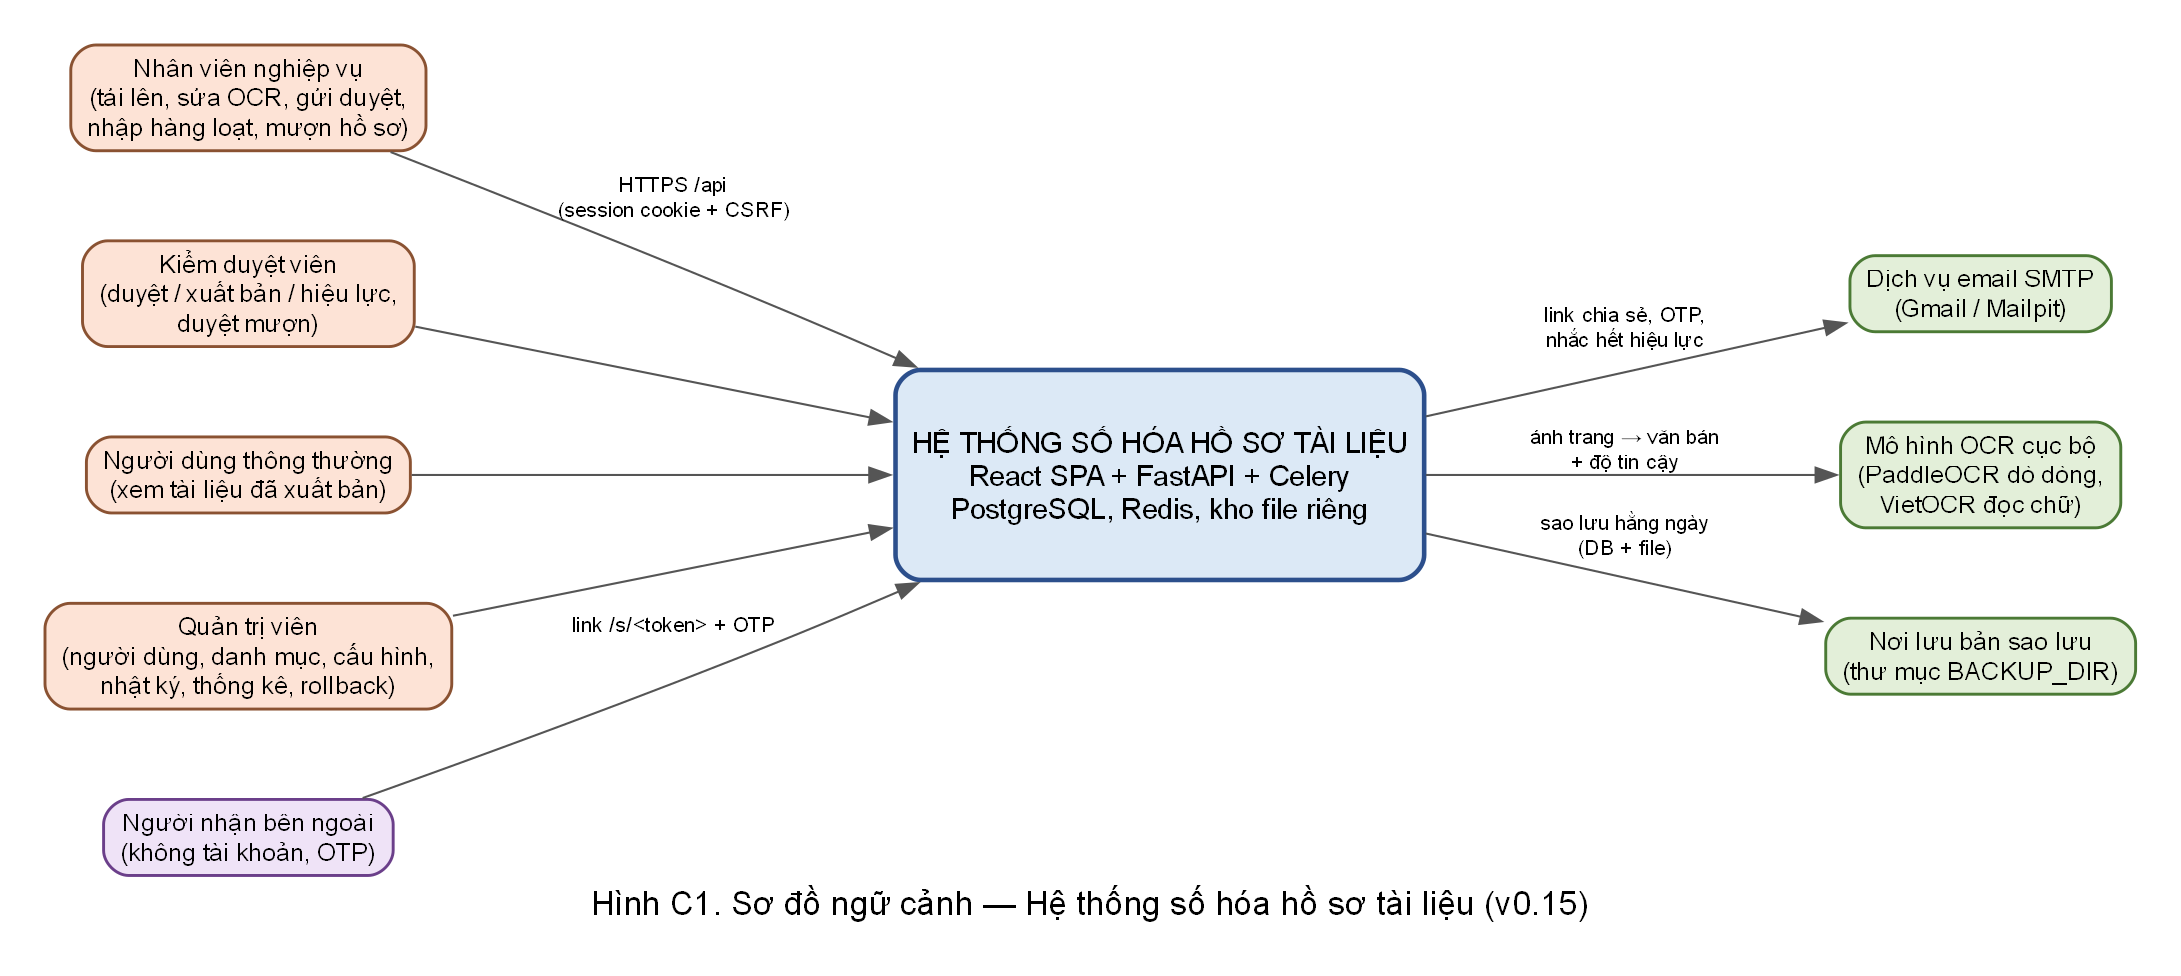 Nhân viên nghiệp vụ
(tải lên, sửa OCR, gửi duyệt,
nhập hàng loạt, mượn hồ sơ)
HTTPS /api
(session cookie + CSRF)
Kiểm duyệt viên
(duyệt / xuất bản / hiệu lực,
duyệt mượn)
Người dùng thông thường
(xem tài liệu đã xuất bản)
Quản trị viên
(người dùng, danh mục, cấu hình,
nhật ký, thống kê, rollback)
link /s/<token> + OTP
Người nhận bên ngoài
(không tài khoản, OTP)
HỆ THỐNG SỐ HÓA HỒ SƠ TÀI LIỆU
React SPA + FastAPI + Celery
PostgreSQL, Redis, kho file riêng
link chia sẻ, OTP,
nhắc hết hiệu lực
Dịch vụ email SMTP
(Gmail / Mailpit)
ảnh trang → văn bản
+ độ tin cậy
Mô hình OCR cục bộ
(PaddleOCR dò dòng,
VietOCR đọc chữ)
sao lưu hằng ngày
(DB + file)
Nơi lưu bản sao lưu
(thư mục BACKUP_DIR)
Hình C1. Sơ đồ ngữ cảnh — Hệ thống số hóa hồ sơ tài liệu (v0.15)